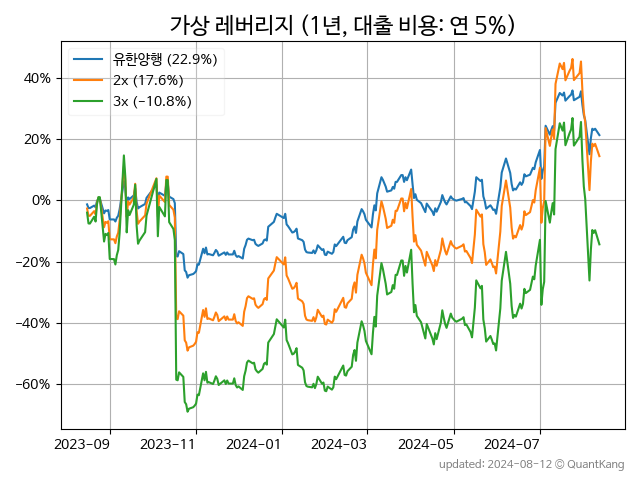 가상 레버리지 (1년, 대출 비용: 연 5%)
유한양행 (22.9%)
2x (17.6%)
3x (−10.8%)
40%
20%
0%
−20%
−40%
−60%
2023-09 2023-11 2024-01 2024-03 2024-05 2024-07
updated: 2024-08-12 © QuantKang